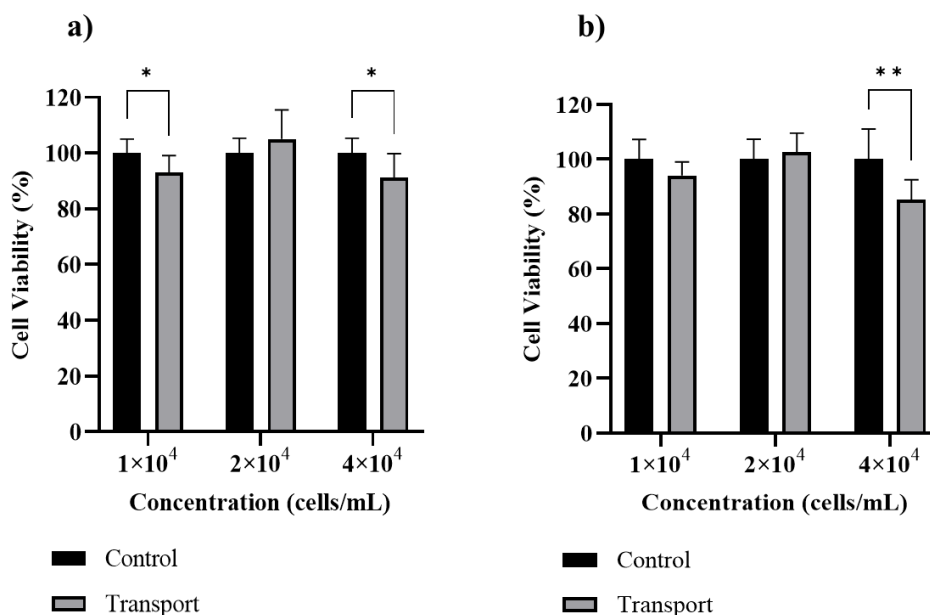 a)
*
*
120
100
80
60
40
20
0
Cell Viability (%)
1×10⁴
2×10⁴
4×10⁴
Concentration (cells/mL)
Control
Transport
b)
**
120
100
80
60
40
20
0
Cell Viability (%)
1×10⁴
2×10⁴
4×10⁴
Concentration (cells/mL)
Control
Transport